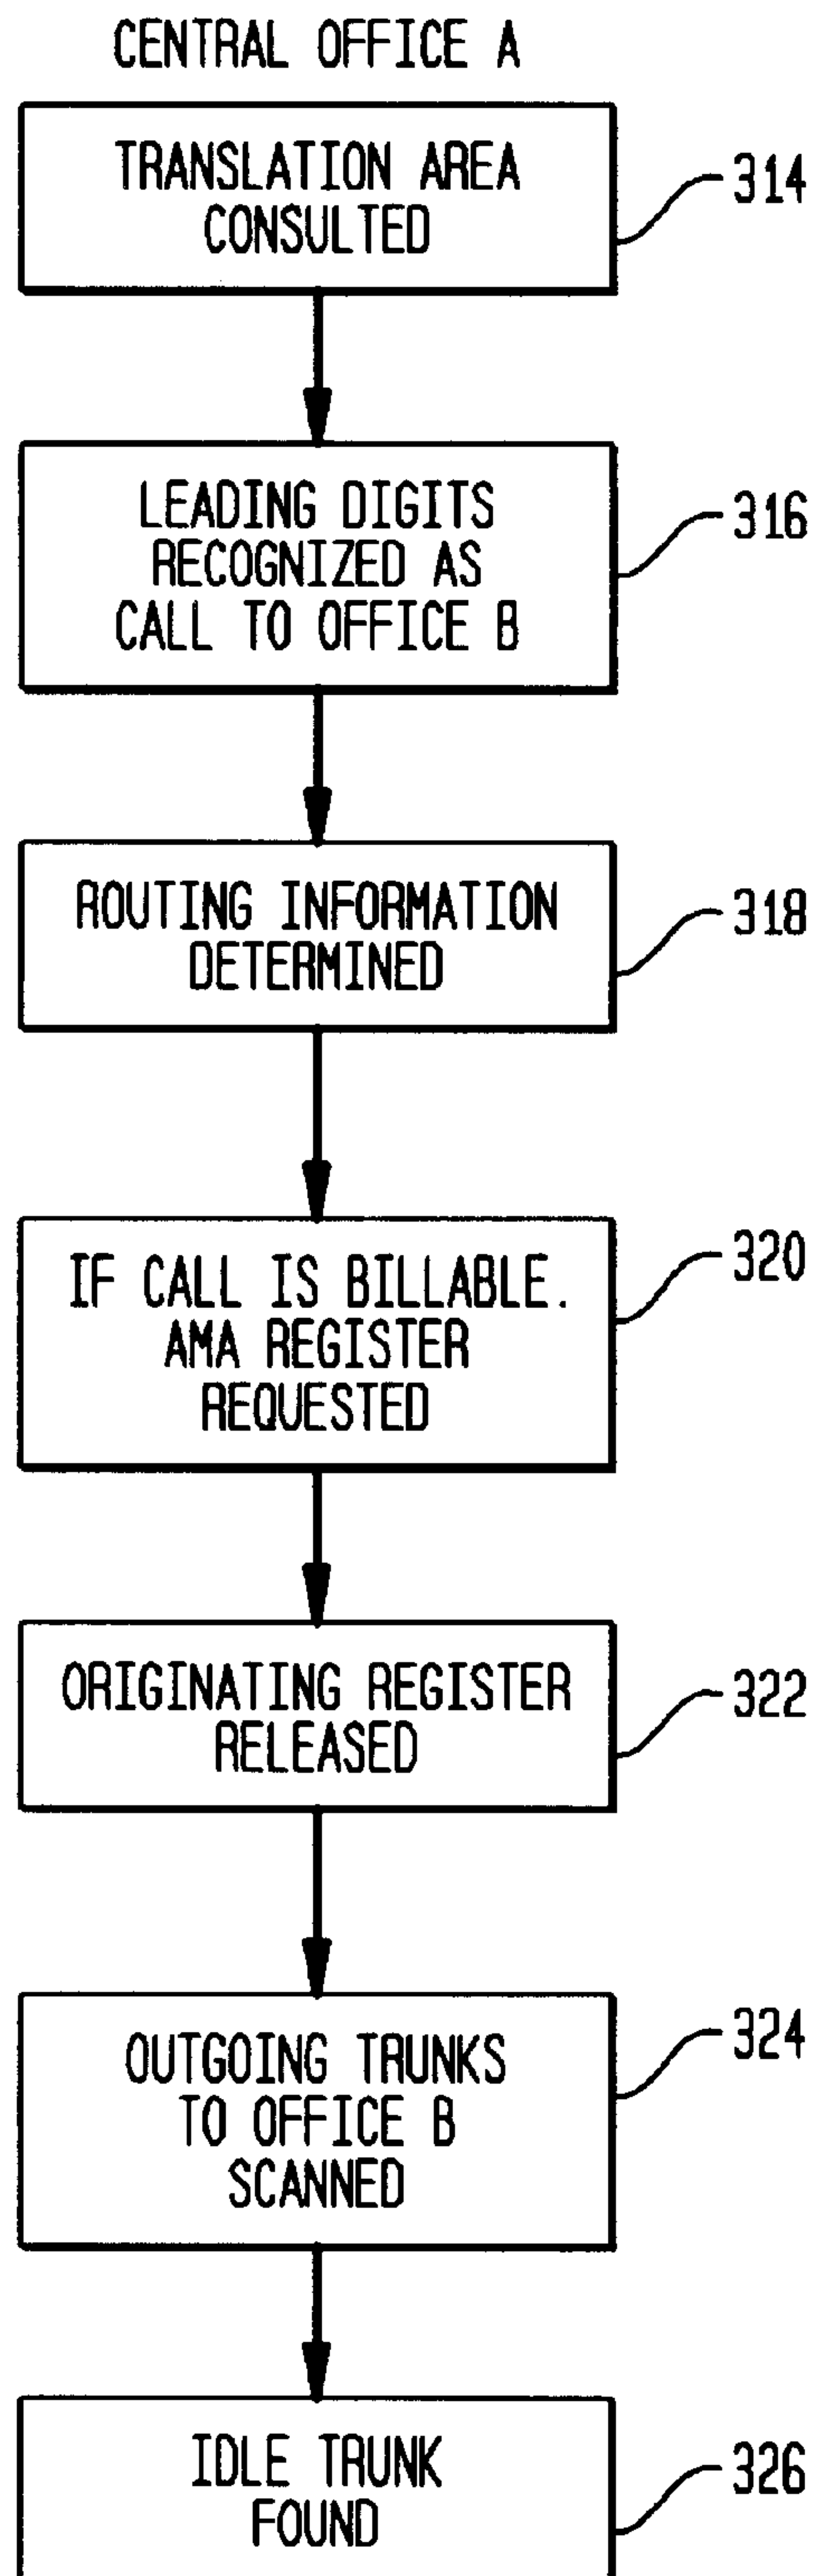 CENTRAL OFFICE A
TRANSLATION AREA
CONSULTED
314
LEADING DIGITS
RECOGNIZED AS
CALL TO OFFICE B
316
ROUTING INFORMATION
DETERMINED
318
IF CALL IS BILLABLE.
AMA REGISTER
REQUESTED
320
ORIGINATING REGISTER
RELEASED
322
OUTGOING TRUNKS
TO OFFICE B
SCANNED
324
IDLE TRUNK
FOUND
326